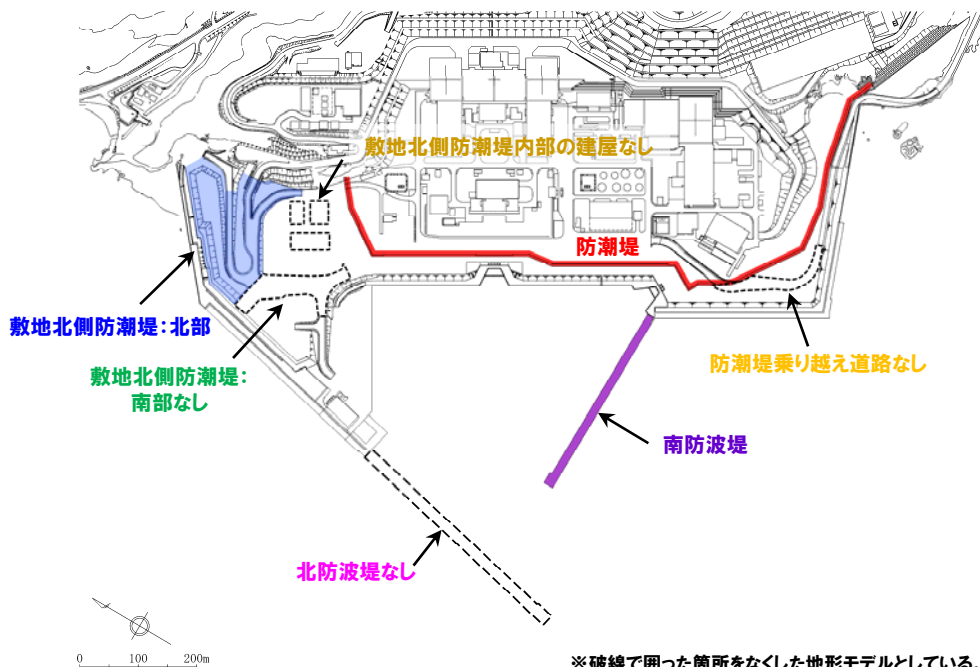 敷地北側防潮堤内部の建屋なし
防潮堤
敷地北側防潮堤:北部
敷地北側防潮堤:
南部なし
防潮堤乗り越え道路なし
南防波堤
北防波堤なし
0 100 200m
※破線で囲った箇所をなくした地形モデルとしている